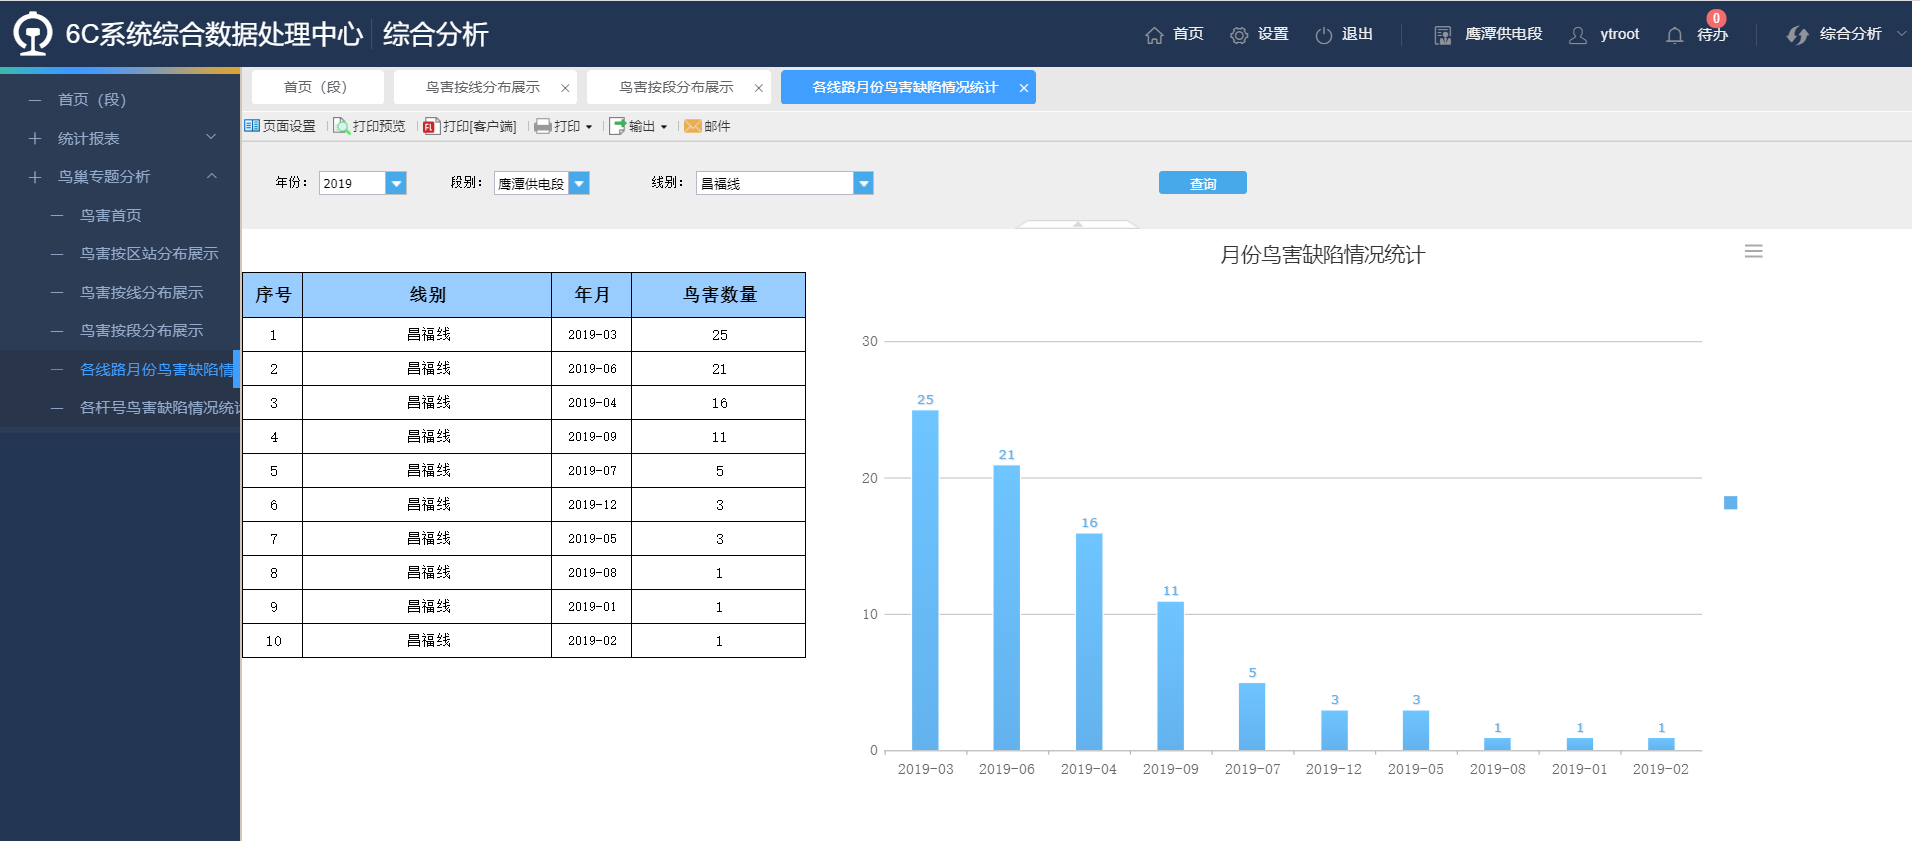 6C系统综合数据处理中心 综合分析
首页 设置 退出 鹰潭供电段 ytroot 0 待办 综合分析
首页（段）
统计报表
鸟巢专题分析
鸟害首页
鸟害按区站分布展示
鸟害按线分布展示
鸟害按段分布展示
各线路月份鸟害缺陷情
各杆号鸟害缺陷情况统
首页（段） 鸟害按线分布展示 × 鸟害按段分布展示 × 各线路月份鸟害缺陷情况统计 ×
页面设置 打印预览 打印[客户端] 打印 输出 邮件
年份： 2019 段别： 鹰潭供电段 线别： 昌福线 查询
序号 线别 年月 鸟害数量
1 昌福线 2019-03 25
2 昌福线 2019-06 21
3 昌福线 2019-04 16
4 昌福线 2019-09 11
5 昌福线 2019-07 5
6 昌福线 2019-12 3
7 昌福线 2019-05 3
8 昌福线 2019-08 1
9 昌福线 2019-01 1
10 昌福线 2019-02 1
月份鸟害缺陷情况统计
30
20
10
0
25 21 16 11 5 3 3 1 1 1
2019-03 2019-06 2019-04 2019-09 2019-07 2019-12 2019-05 2019-08 2019-01 2019-02